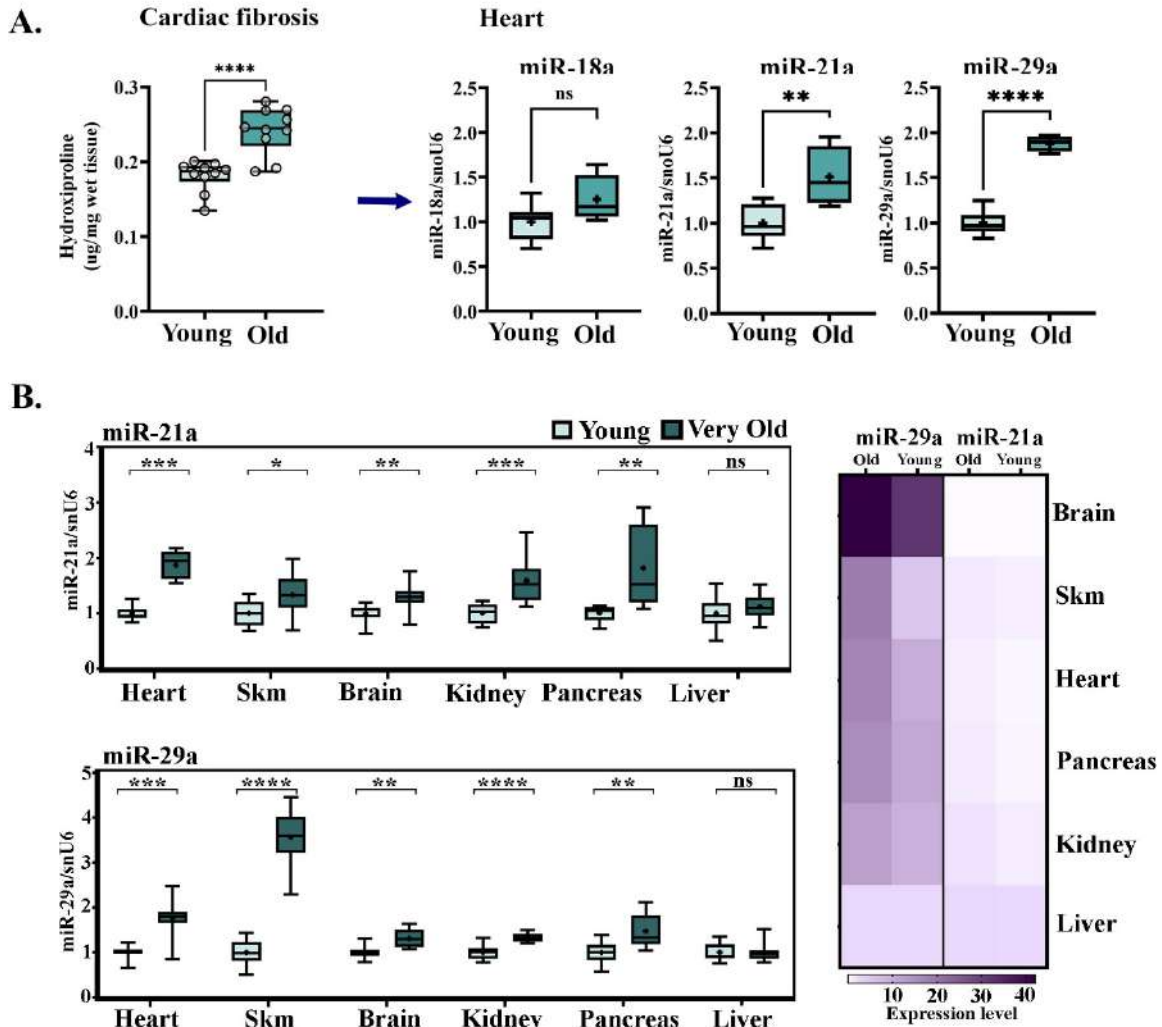 A.
Cardiac fibrosis
Heart
****
Hydroxiproline
(ug/mg wet tissue)
0.3
0.2
0.1
0.0
Young Old
miR-18a
ns
miR-18a/snoU6
2.5
2.0
1.5
1.0
0.5
0.0
Young Old
miR-21a
**
miR-21a/snoU6
2.5
2.0
1.5
1.0
0.5
0.0
Young Old
miR-29a
****
miR-29a/snoU6
2.5
2.0
1.5
1.0
0.5
0.0
Young Old
B.
miR-21a
Young Very Old
*** * ** *** ** ns
miR-21a/snU6
4
3
2
1
0
Heart Skm Brain Kidney Pancreas Liver
miR-29a
*** **** ** **** ** ns
miR-29a/snU6
5
4
3
2
1
0
Heart Skm Brain Kidney Pancreas Liver
miR-29a miR-21a
Old Young Old Young
Brain
Skm
Heart
Pancreas
Kidney
Liver
10 20 30 40
Expression level